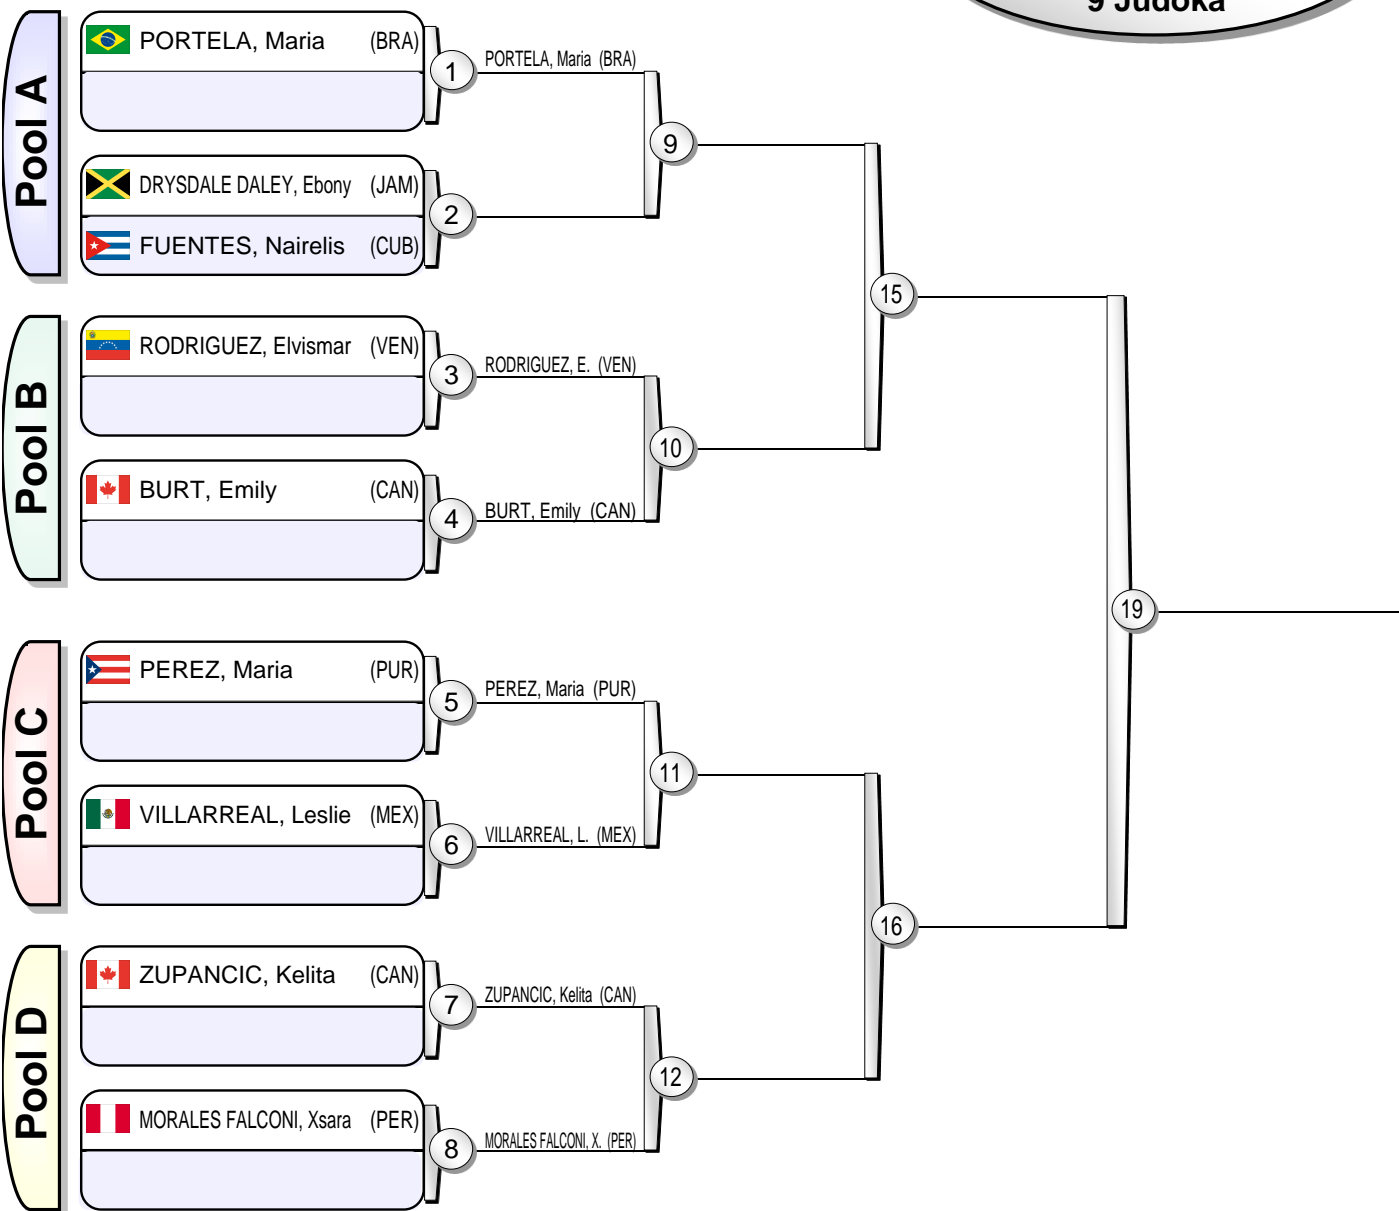 9 Judoka
Pool A
PORTELA, Maria (BRA)
1
PORTELA, Maria (BRA)
9
DRYSDALE DALEY, Ebony (JAM)
2
FUENTES, Nairelis (CUB)
15
Pool B
RODRIGUEZ, Elvismar (VEN)
3
RODRIGUEZ, E. (VEN)
10
BURT, Emily (CAN)
4
BURT, Emily (CAN)
19
Pool C
PEREZ, Maria (PUR)
5
PEREZ, Maria (PUR)
11
VILLARREAL, Leslie (MEX)
6
VILLARREAL, L. (MEX)
16
Pool D
ZUPANCIC, Kelita (CAN)
7
ZUPANCIC, Kelita (CAN)
12
MORALES FALCONI, Xsara (PER)
8
MORALES FALCONI, X. (PER)